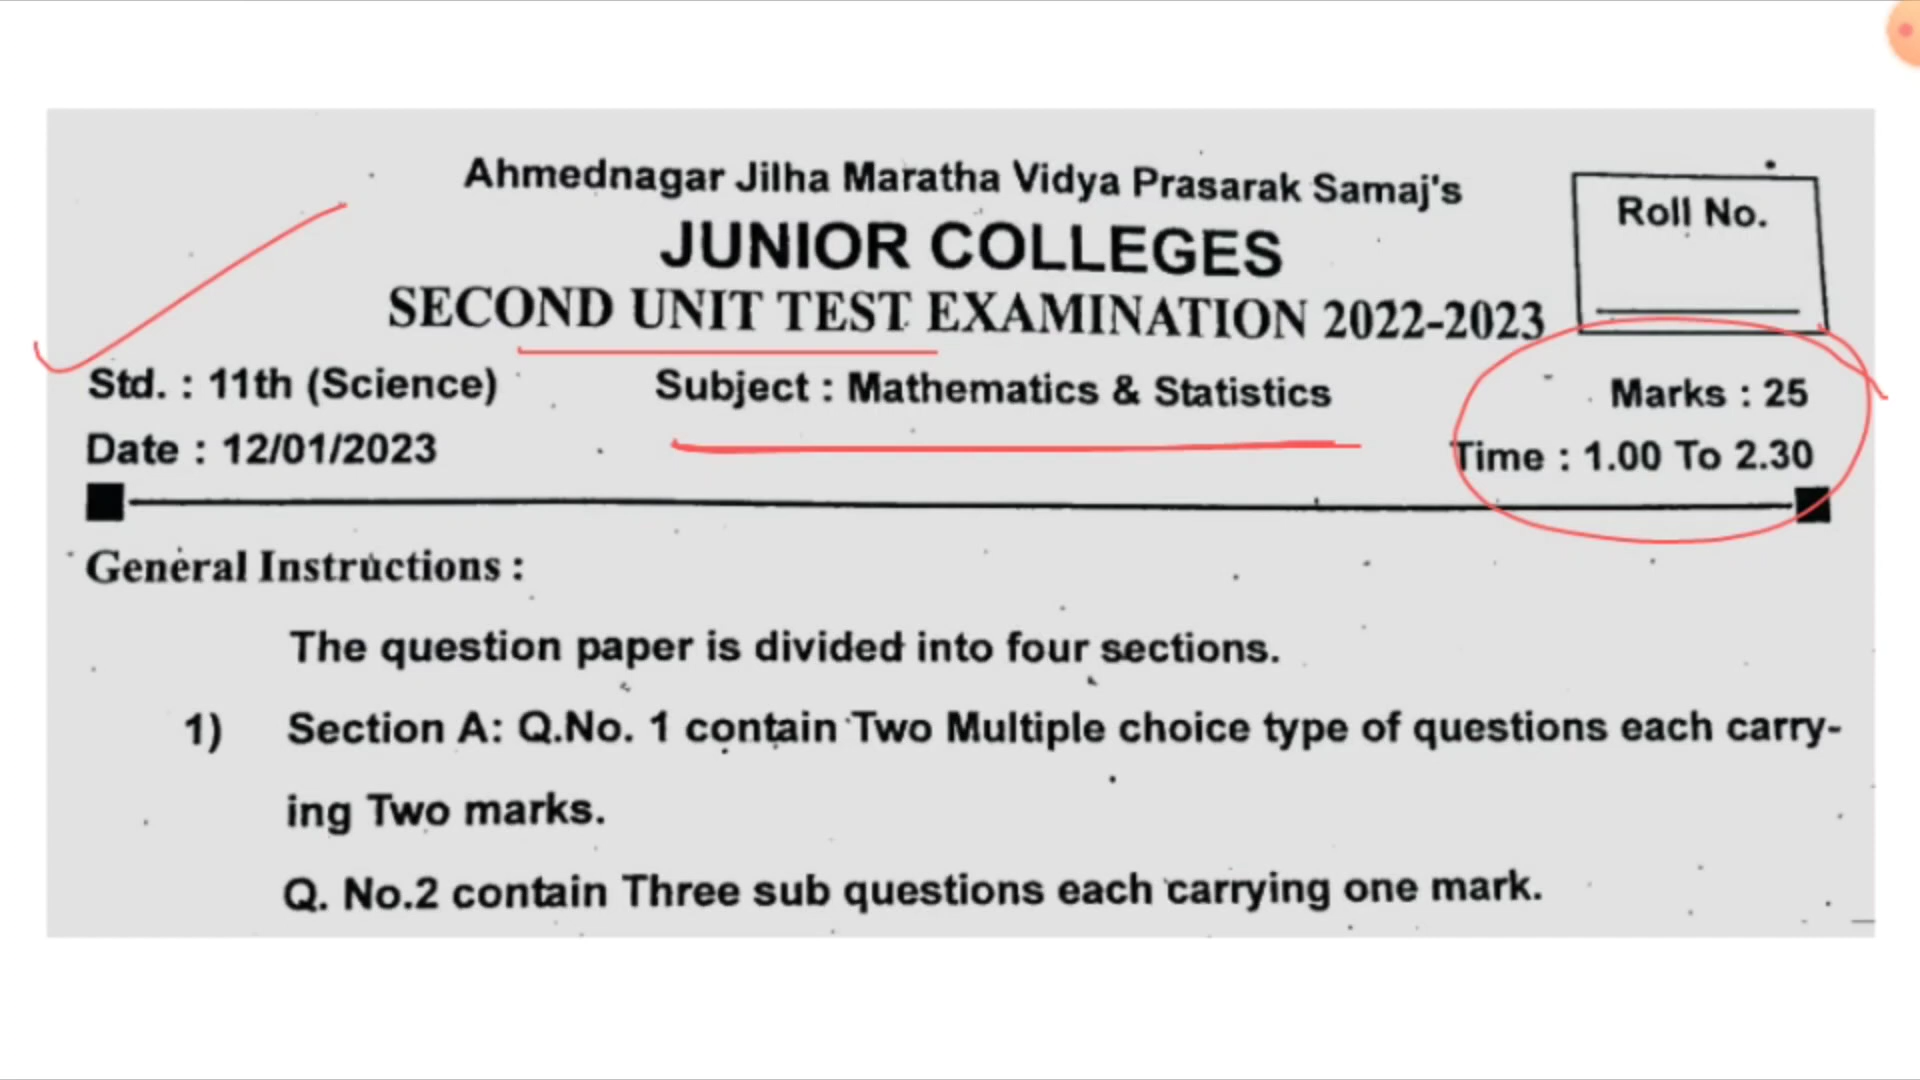 Ahmednagar Jilha Maratha Vidya Prasarak Samaj's
JUNIOR COLLEGES
SECOND UNIT TEST EXAMINATION 2022-2023
Roll No.
Std. : 11th (Science) Subject : Mathematics & Statistics Marks : 25
Date : 12/01/2023 Time : 1.00 To 2.30
General Instructions :
The question paper is divided into four sections.
1) Section A: Q.No. 1 contain Two Multiple choice type of questions each carry-
ing Two marks.
Q. No.2 contain Three sub questions each carrying one mark.